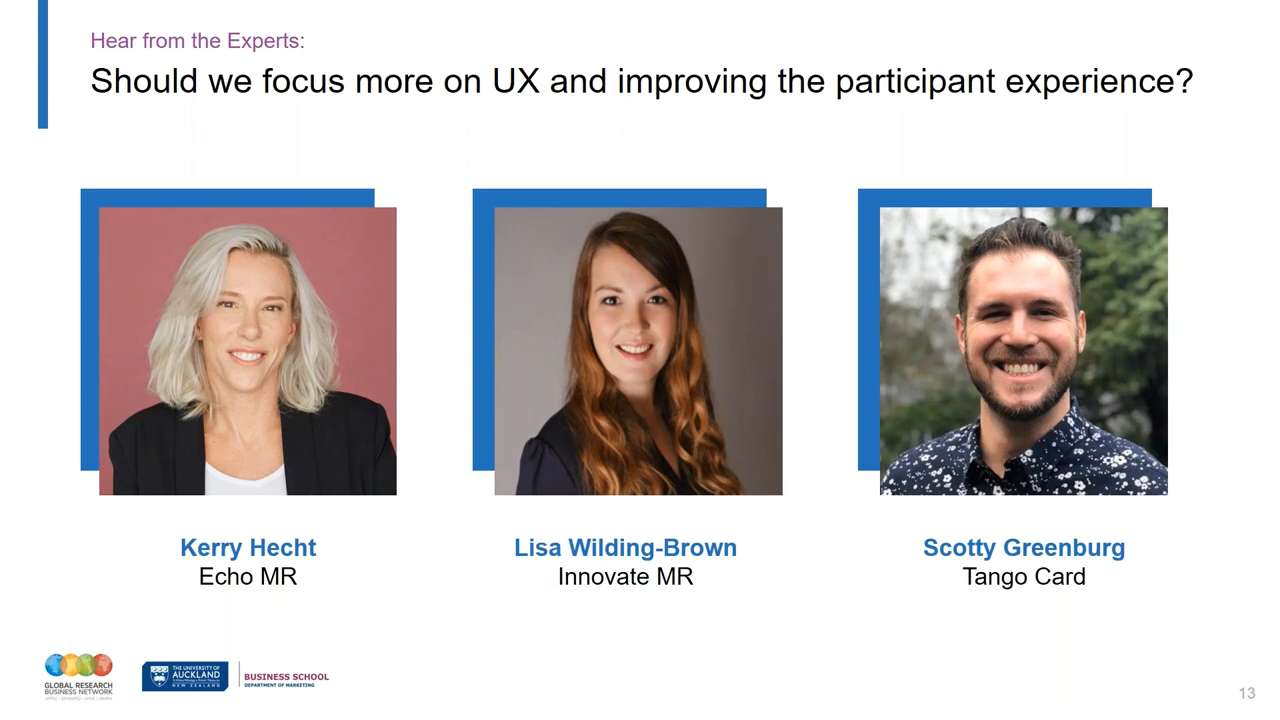 Hear from the Experts:
Should we focus more on UX and improving the participant experience?
Kerry Hecht
Echo MR
Lisa Wilding-Brown
Innovate MR
Scotty Greenburg
Tango Card
GLOBAL RESEARCH
BUSINESS NETWORK
THE UNIVERSITY OF
AUCKLAND
NEW ZEALAND
BUSINESS SCHOOL
DEPARTMENT OF MARKETING
13